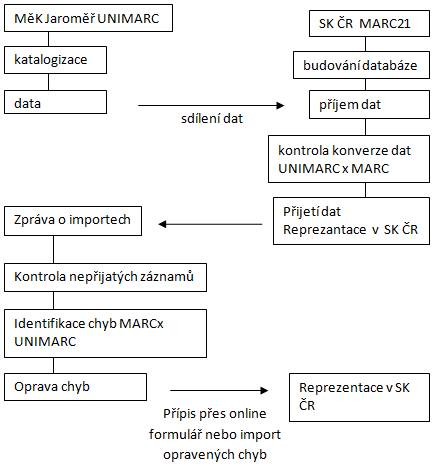 MěK Jaroměř UNIMARC
katalogizace
data
sdílení dat
SK ČR MARC21
budování databáze
příjem dat
kontrola konverze dat
UNIMARC x MARC
Přijetí dat
Reprezantace v SK ČR
Zpráva o importech
Kontrola nepřijatých záznamů
Identifikace chyb MARCx
UNIMARC
Oprava chyb
Přípis přes online
formulář nebo import
opravených chyb
Reprezentace v SK
ČR